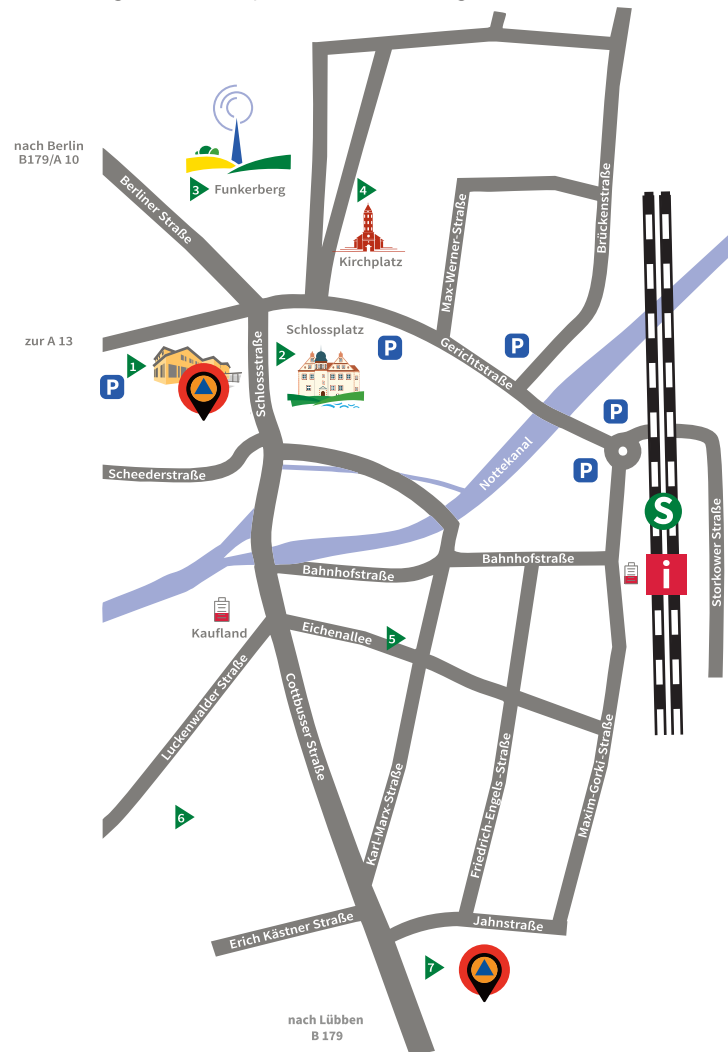 nach Berlin
B179/A 10
Berliner Straße
3
Funkerberg
4
Kirchplatz
Max-Werner-Straße
Brückenstraße
zur A 13
1
P
Schlossstraße
Schlossplatz
2
P
Gerichtstraße
P
P
P
Scheederstraße
Nottekanal
S
Storkower Straße
Bahnhofstraße
Bahnhofstraße
i
Kaufland
Eichenallee
5
Luckenwalder Straße
Cottbusser Straße
Karl-Marx-Straße
Friedrich-Engels -Straße
Maxim-Gorki -Straße
6
Erich Kästner Straße
Jahnstraße
7
nach Lübben
B 179